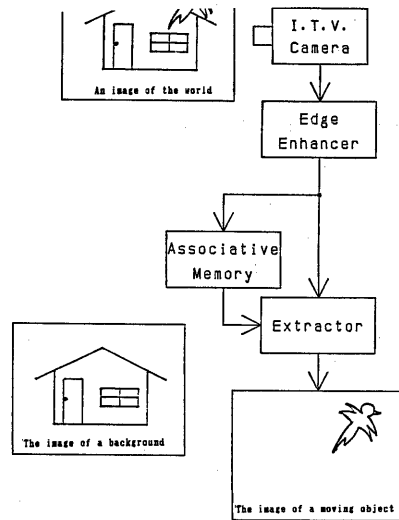 I.T.V.
Camera
An image of the world
Edge
Enhancer
Associative
Memory
Extractor
The image of a background
The image of a moving object